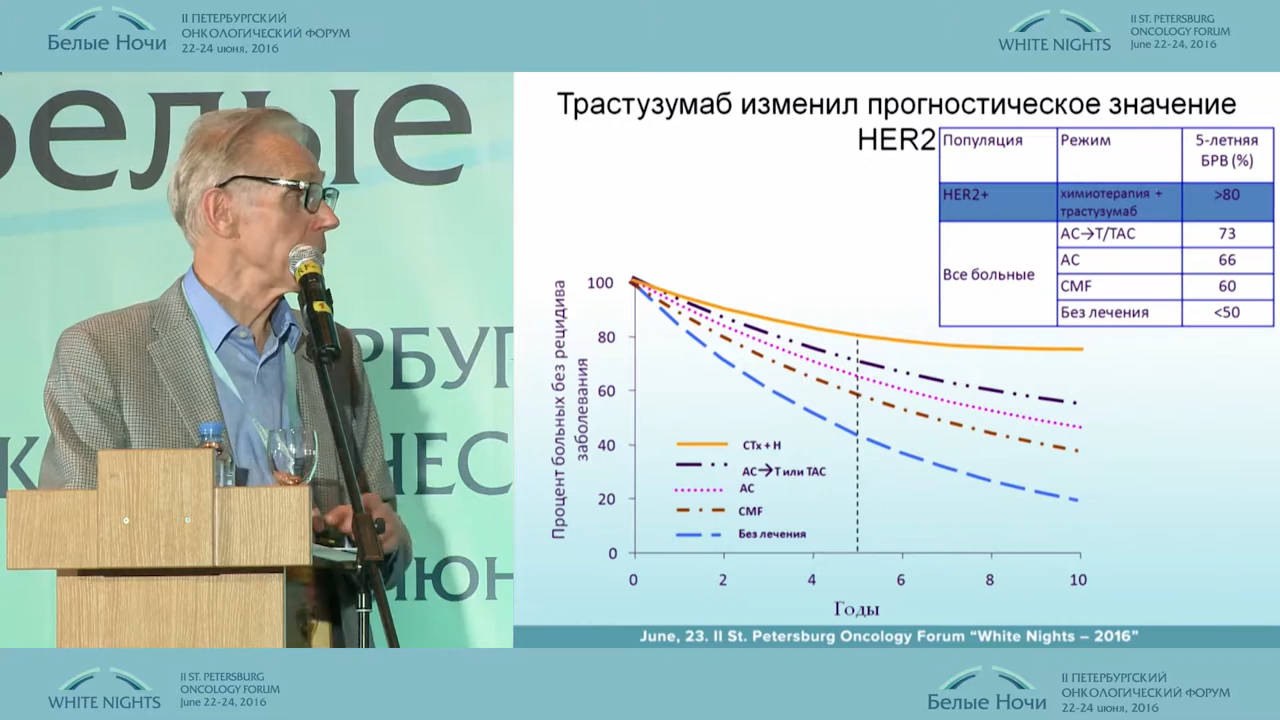 Белые Ночи
II ПЕТЕРБУРГСКИЙ
ОНКОЛОГИЧЕСКИЙ ФОРУМ
22-24 июня, 2016
WHITE NIGHTS
II ST. PETERSBURG
ONCOLOGY FORUM
June 22-24, 2016
Белые
РБУР
К
ЧЕС
ИЮН
Трастузумаб изменил прогностическое значение
HER2
Популяция Режим 5-летняя
БРВ (%)
HER2+ химиотерапия +
трастузумаб >80
Все больные
AC→T/TAC 73
AC 66
CMF 60
Без лечения <50
Процент больных без рецидива
заболевания
100
80
60
40
20
0
CTx + H
AC→T или TAC
AC
CMF
Без лечения
0 2 4 6 8 10
Годы
June, 23. II St. Petersburg Oncology Forum “White Nights – 2016”
WHITE NIGHTS
II ST. PETERSBURG
ONCOLOGY FORUM
June 22-24, 2016
Белые Ночи
II ПЕТЕРБУРГСКИЙ
ОНКОЛОГИЧЕСКИЙ ФОРУМ
22-24 июня, 2016